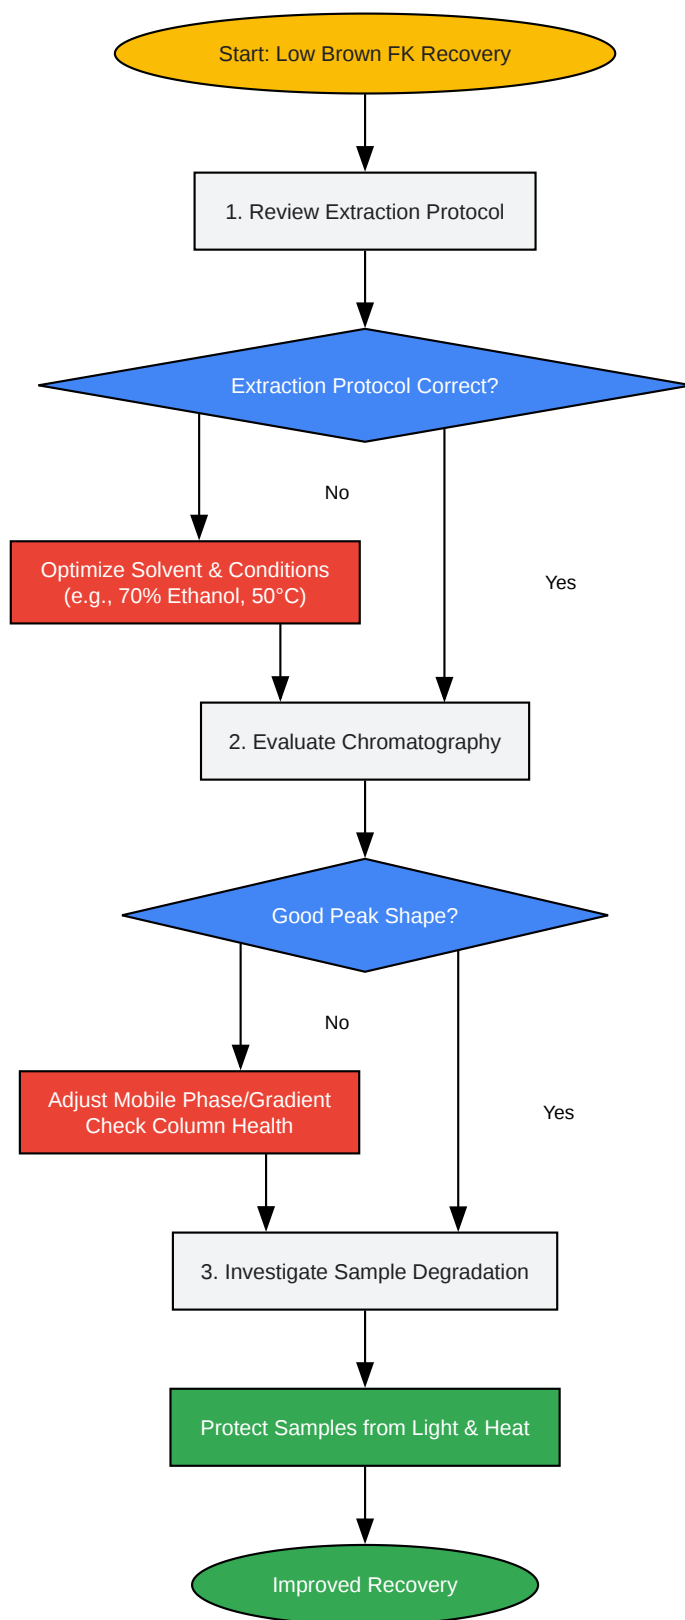 Start: Low Brown FK Recovery
1. Review Extraction Protocol
Extraction Protocol Correct?
No
Optimize Solvent & Conditions
(e.g., 70% Ethanol, 50°C)
Yes
2. Evaluate Chromatography
Good Peak Shape?
No
Adjust Mobile Phase/Gradient
Check Column Health
Yes
3. Investigate Sample Degradation
Protect Samples from Light & Heat
Improved Recovery